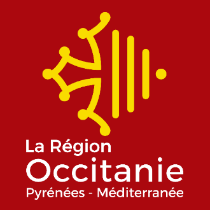 La Région
Occitanie
Pyrénées - Méditerranée